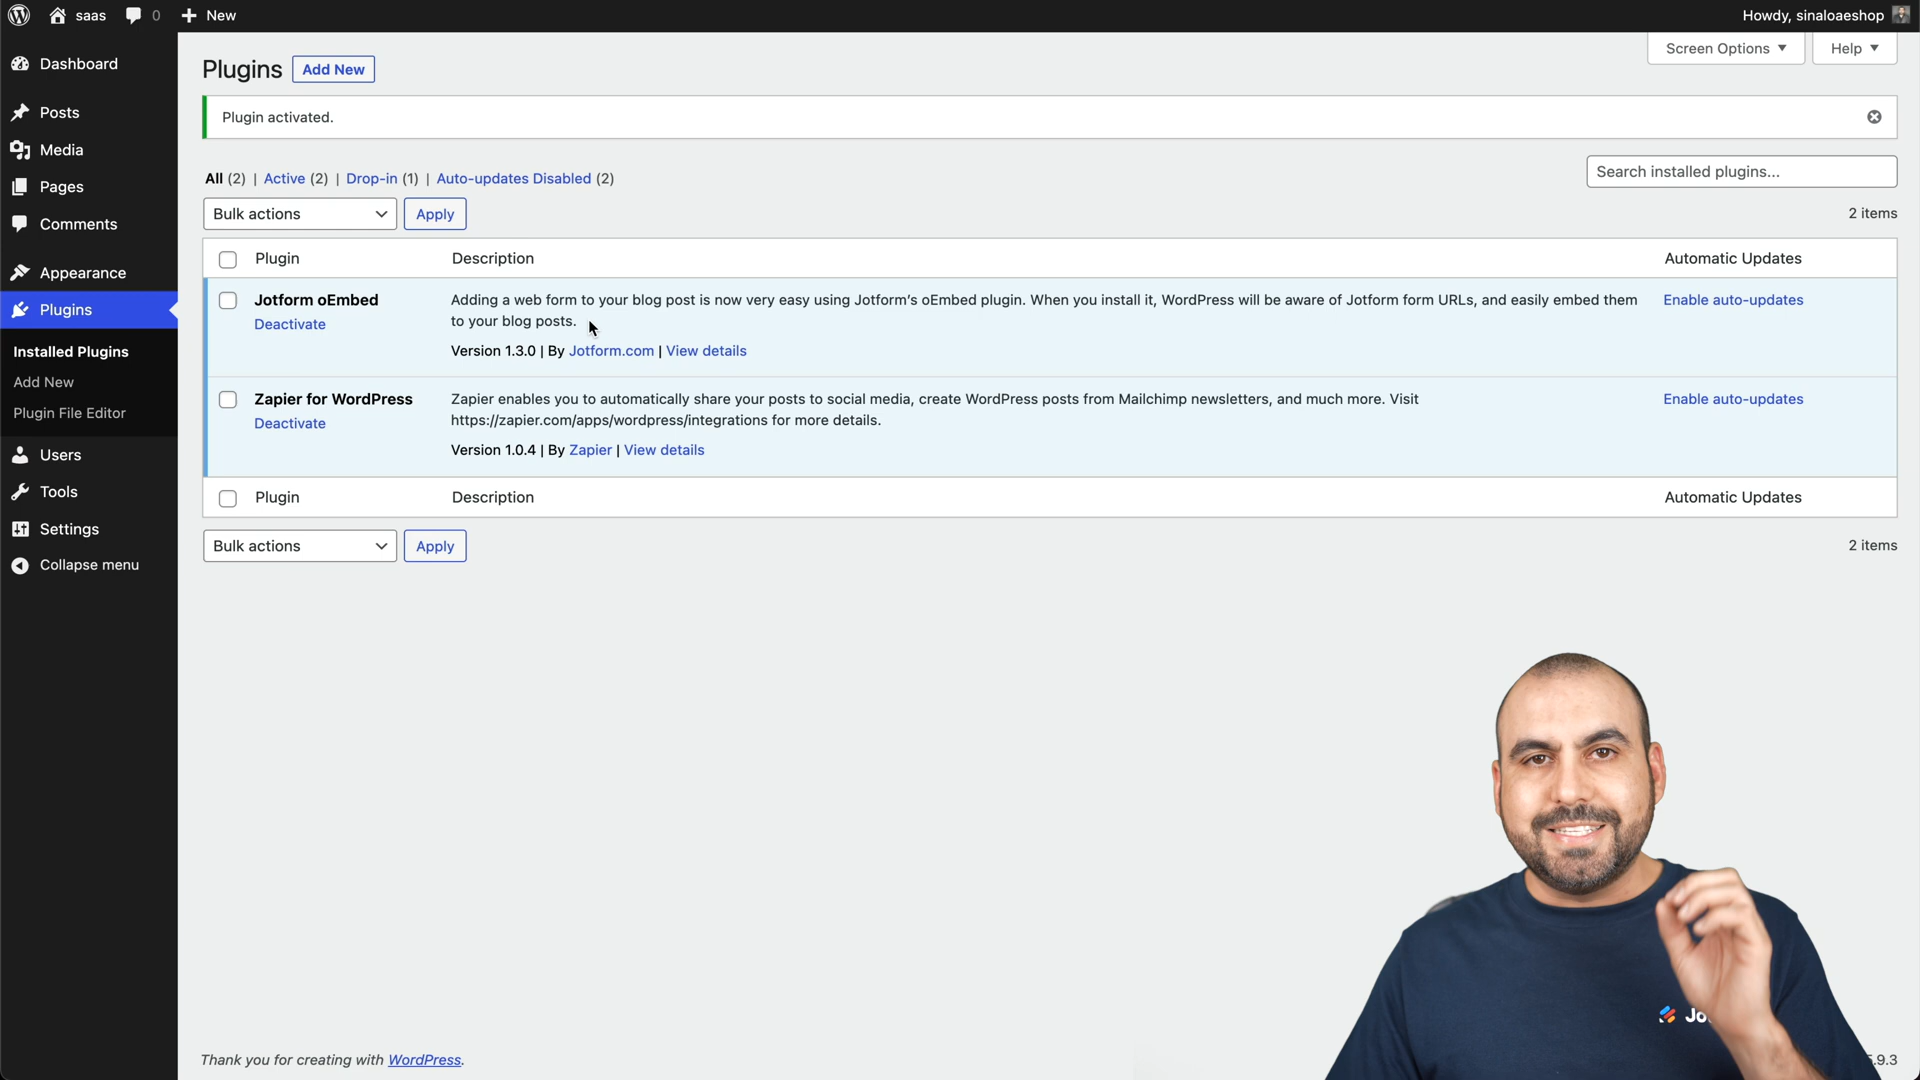 saas 0 New
Howdy, sinaloaeshop
Screen Options Help
Dashboard
Posts
Media
Pages
Comments
Appearance
Plugins
Installed Plugins
Add New
Plugin File Editor
Users
Tools
Settings
Collapse menu
Plugins Add New
Plugin activated.
All (2) | Active (2) | Drop-in (1) | Auto-updates Disabled (2)
Search installed plugins...
Bulk actions Apply
2 items
Plugin Description Automatic Updates
Jotform oEmbed
Deactivate
Adding a web form to your blog post is now very easy using Jotform's oEmbed plugin. When you install it, WordPress will be aware of Jotform form URLs, and easily embed them
to your blog posts.
Version 1.3.0 | By Jotform.com | View details
Enable auto-updates
Zapier for WordPress
Deactivate
Zapier enables you to automatically share your posts to social media, create WordPress posts from Mailchimp newsletters, and much more. Visit
https://zapier.com/apps/wordpress/integrations for more details.
Version 1.0.4 | By Zapier | View details
Enable auto-updates
Plugin Description Automatic Updates
Bulk actions Apply
2 items
Thank you for creating with WordPress.